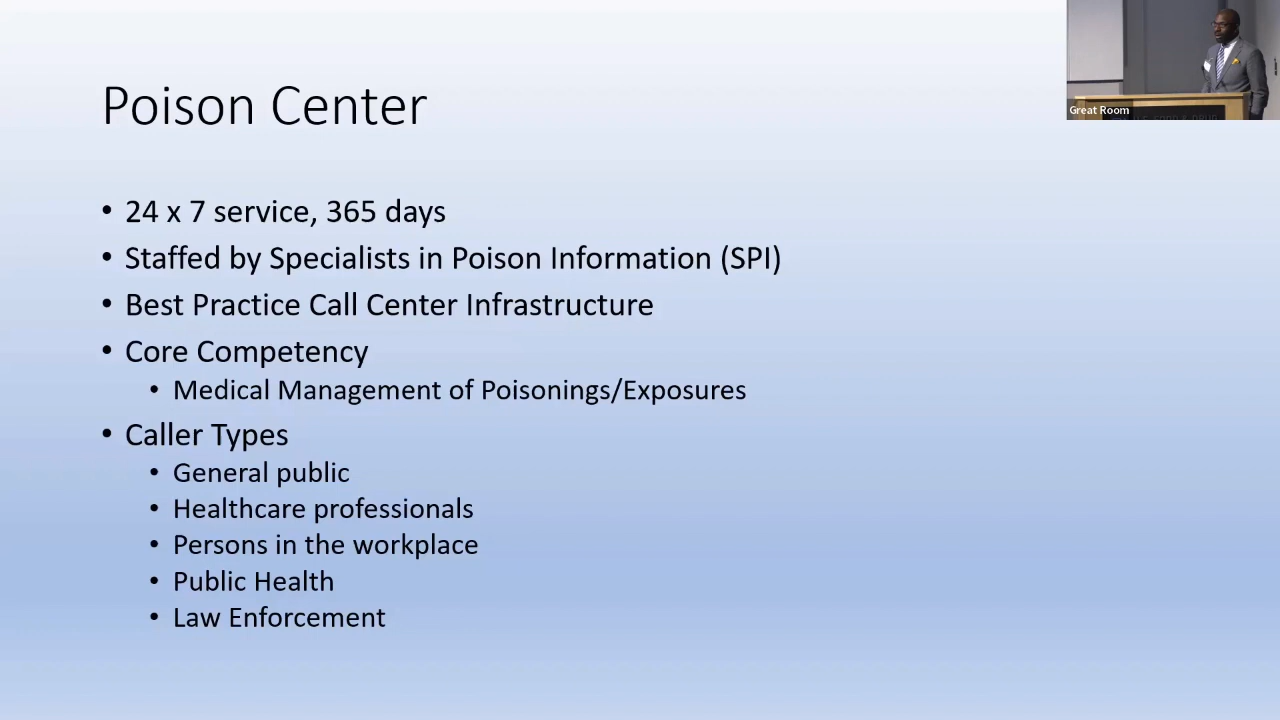 Poison Center
Great Room
• 24 x 7 service, 365 days
• Staffed by Specialists in Poison Information (SPI)
• Best Practice Call Center Infrastructure
• Core Competency
• Medical Management of Poisonings/Exposures
• Caller Types
• General public
• Healthcare professionals
• Persons in the workplace
• Public Health
• Law Enforcement